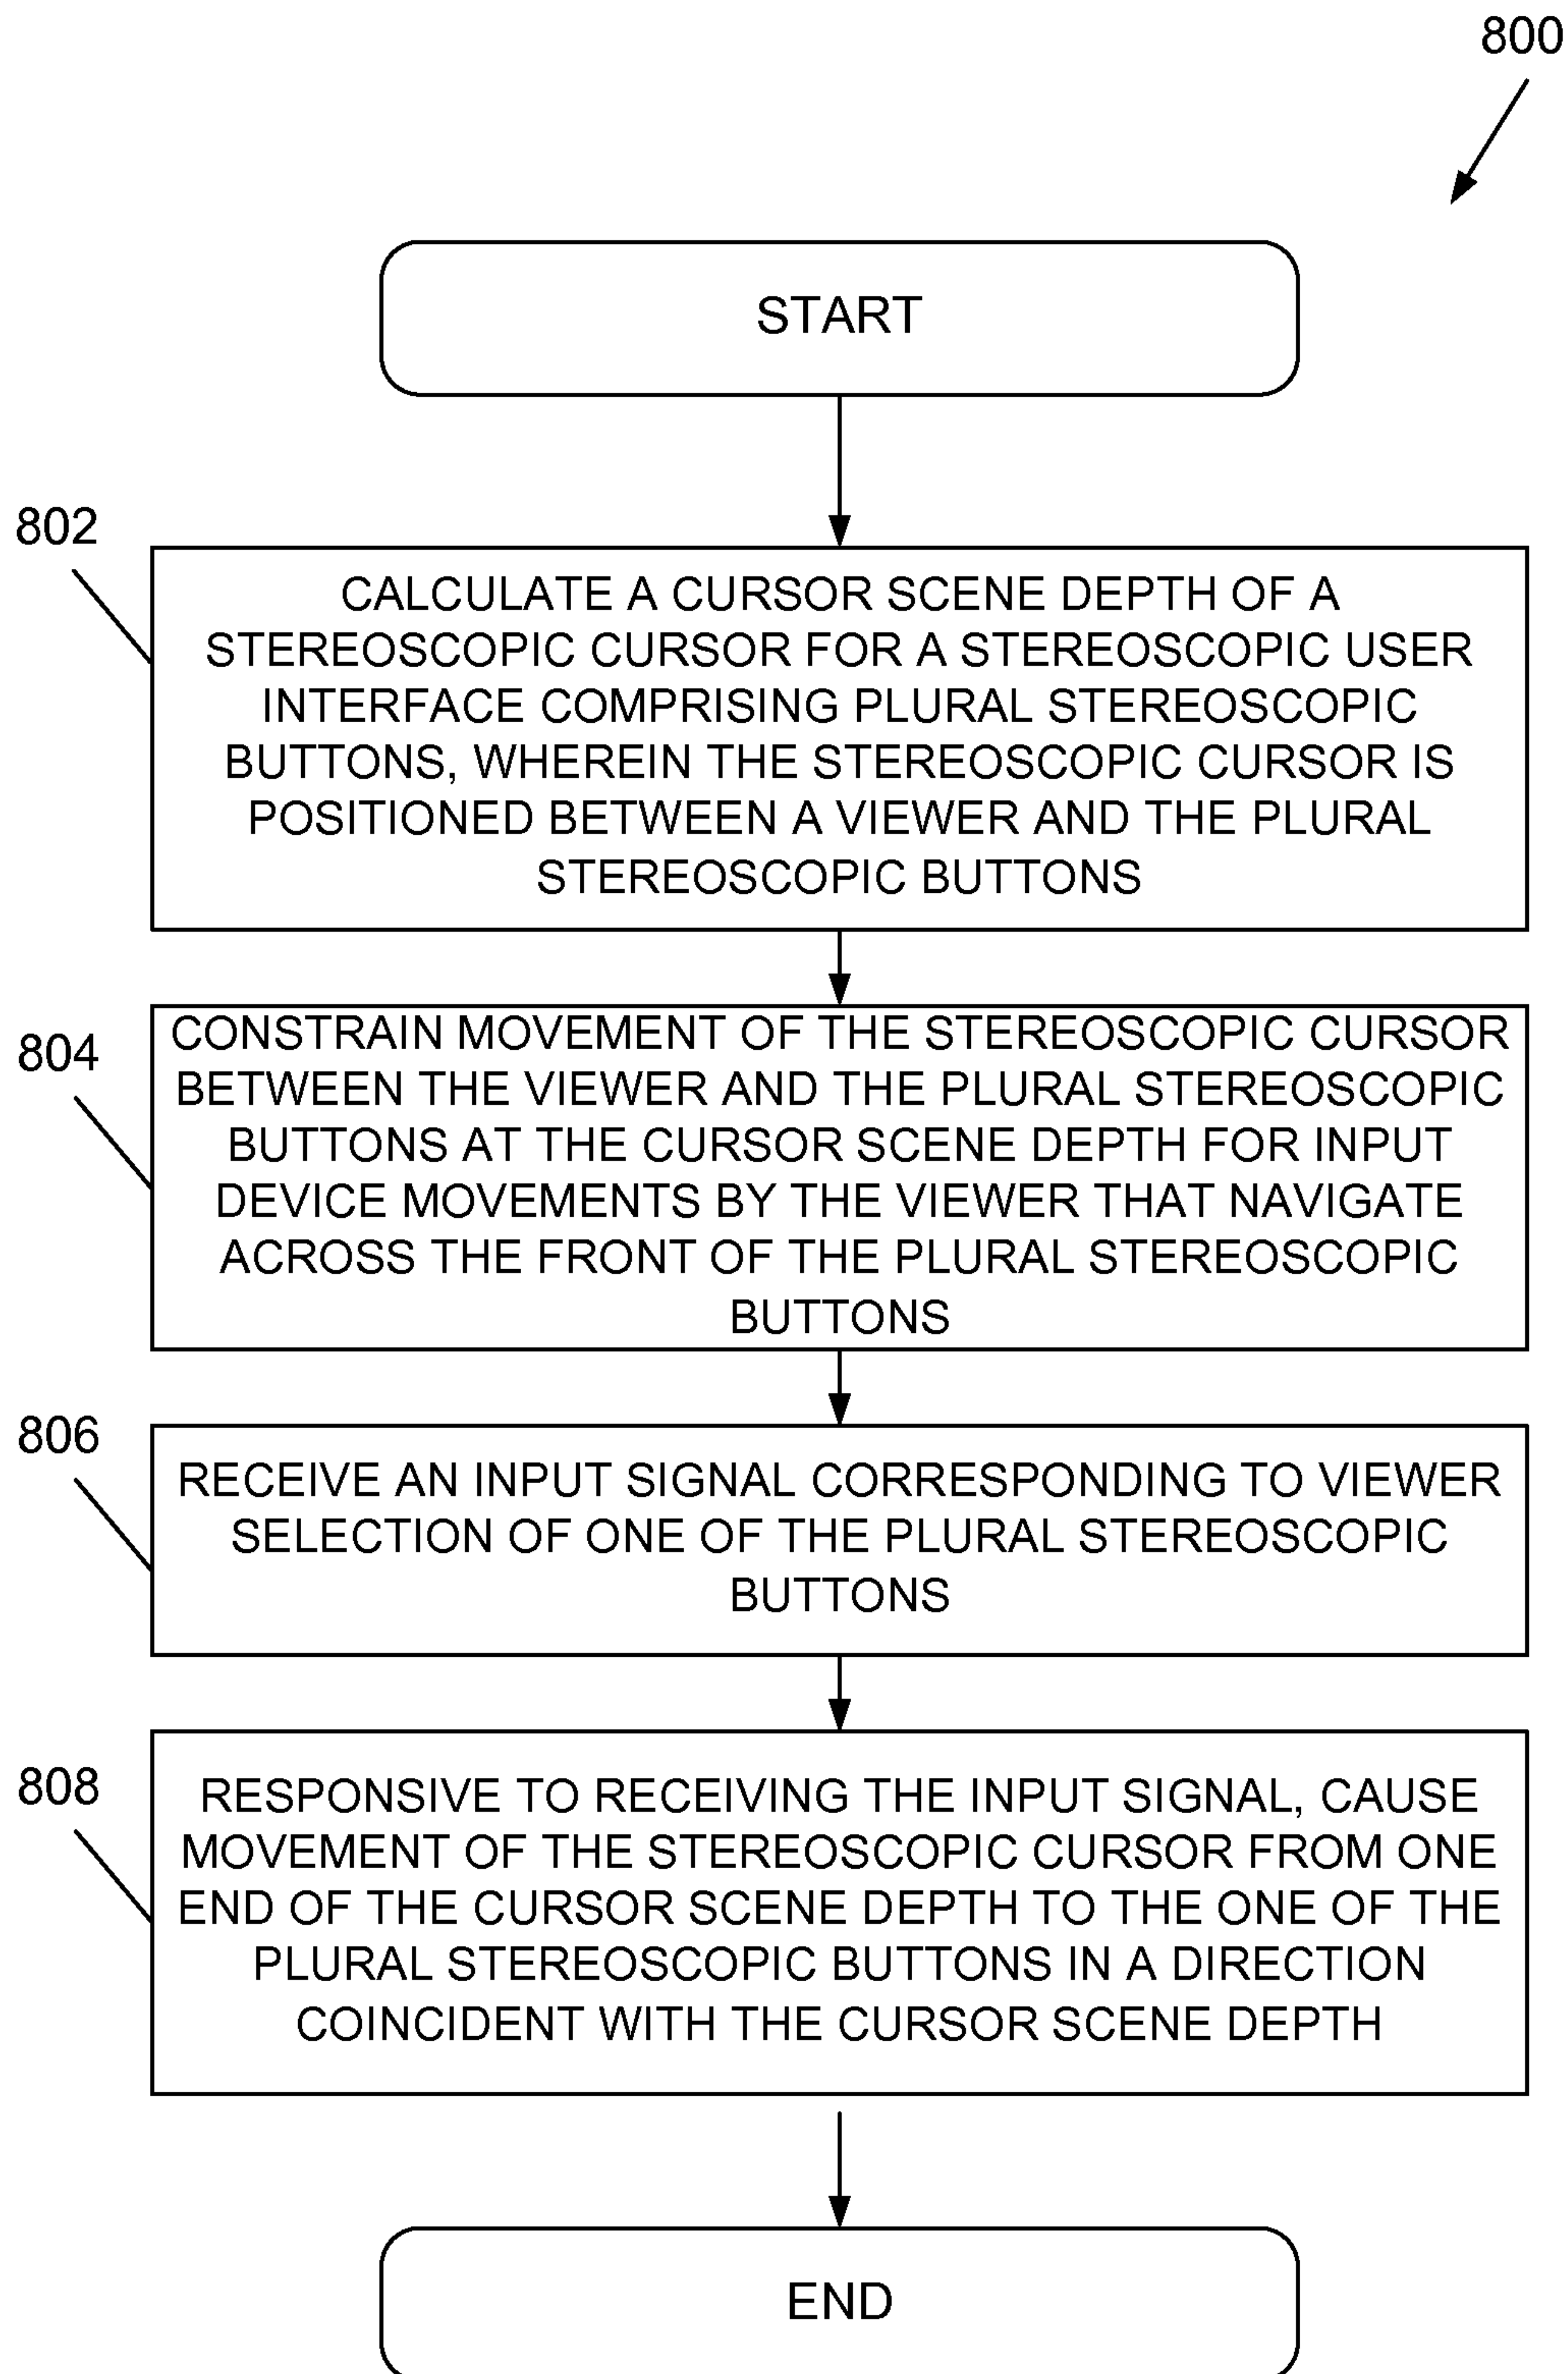 800
START
802
CALCULATE A CURSOR SCENE DEPTH OF A
STEREOSCOPIC CURSOR FOR A STEREOSCOPIC USER
INTERFACE COMPRISING PLURAL STEREOSCOPIC
BUTTONS, WHEREIN THE STEREOSCOPIC CURSOR IS
POSITIONED BETWEEN A VIEWER AND THE PLURAL
STEREOSCOPIC BUTTONS
804
CONSTRAIN MOVEMENT OF THE STEREOSCOPIC CURSOR
BETWEEN THE VIEWER AND THE PLURAL STEREOSCOPIC
BUTTONS AT THE CURSOR SCENE DEPTH FOR INPUT
DEVICE MOVEMENTS BY THE VIEWER THAT NAVIGATE
ACROSS THE FRONT OF THE PLURAL STEREOSCOPIC
BUTTONS
806
RECEIVE AN INPUT SIGNAL CORRESPONDING TO VIEWER
SELECTION OF ONE OF THE PLURAL STEREOSCOPIC
BUTTONS
808
RESPONSIVE TO RECEIVING THE INPUT SIGNAL, CAUSE
MOVEMENT OF THE STEREOSCOPIC CURSOR FROM ONE
END OF THE CURSOR SCENE DEPTH TO THE ONE OF THE
PLURAL STEREOSCOPIC BUTTONS IN A DIRECTION
COINCIDENT WITH THE CURSOR SCENE DEPTH
END